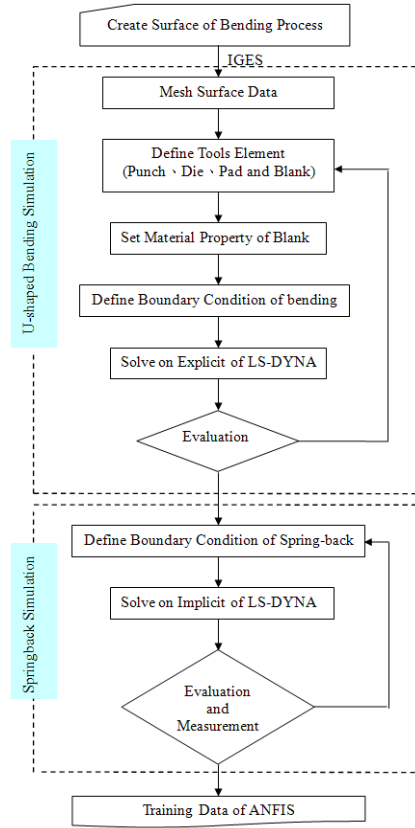 Create Surface of Bending Process
IGES
Mesh Surface Data
Define Tools Element
(Punch、Die、Pad and Blank)
Set Material Property of Blank
Define Boundary Condition of bending
Solve on Explicit of LS-DYNA
Evaluation
U-shaped Bending Simulation
Define Boundary Condition of Spring-back
Solve on Implicit of LS-DYNA
Evaluation
and
Measurement
Springback Simulation
Training Data of ANFIS